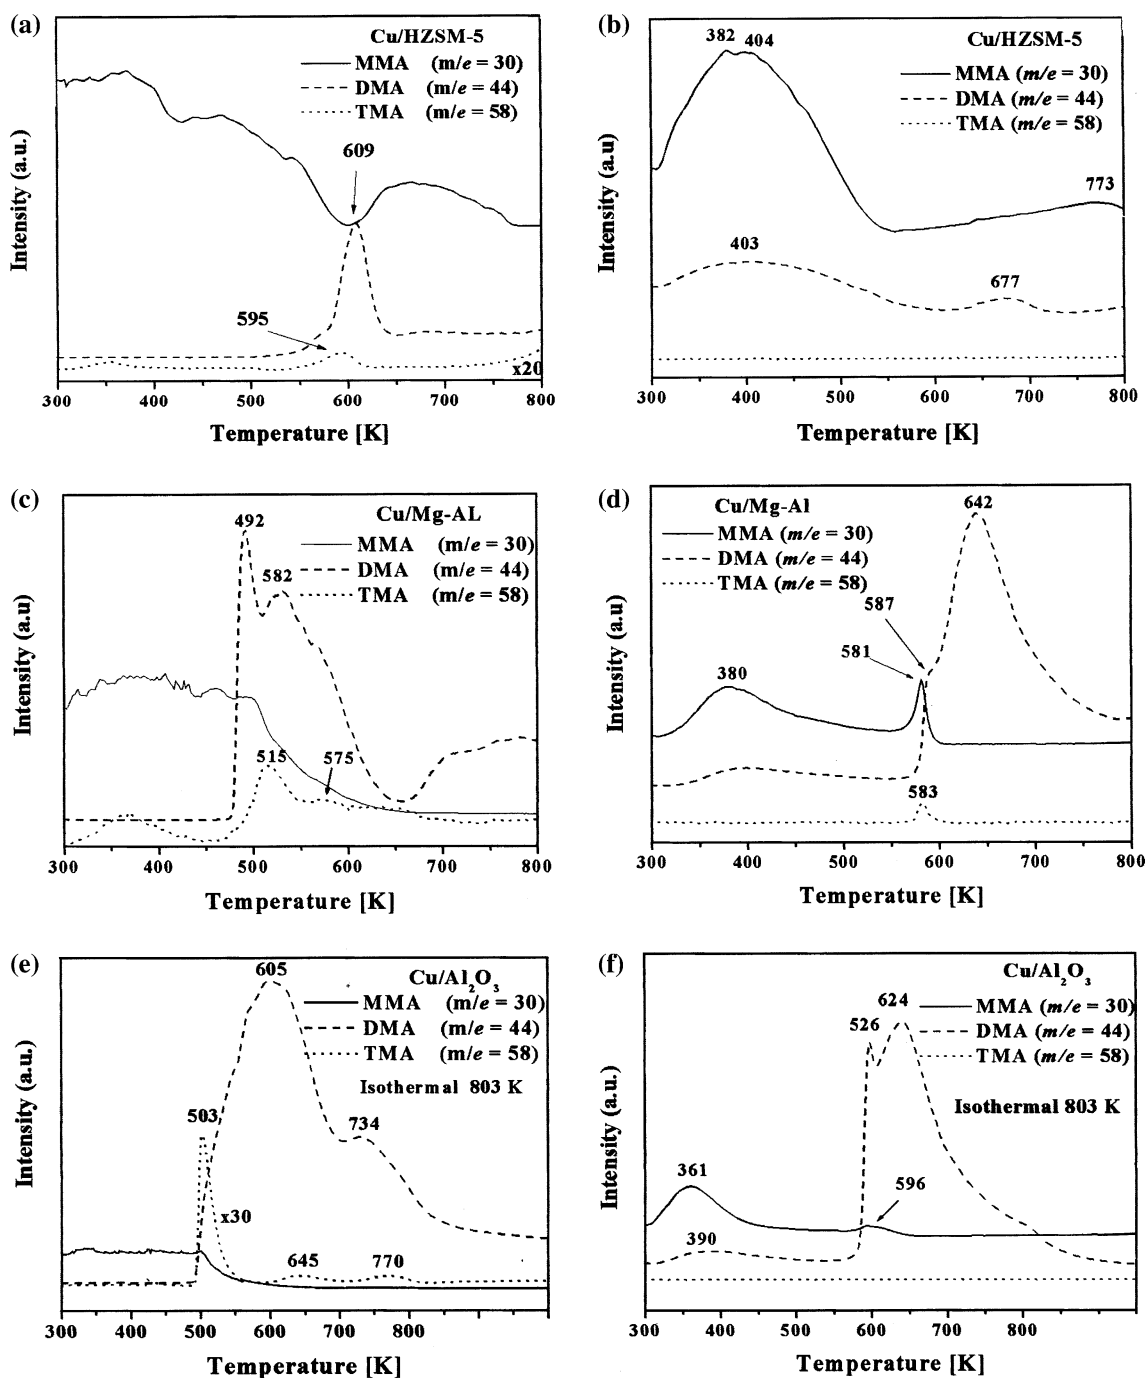 (a)
Cu/HZSM-5
MMA (m/e = 30)
DMA (m/e = 44)
TMA (m/e = 58)
609
595
x20
Intensity (a.u.)
300 400 500 600 700 800
Temperature [K]
(b)
382 404
Cu/HZSM-5
MMA (m/e = 30)
DMA (m/e = 44)
TMA (m/e = 58)
773
403
677
Intensity (a.u)
300 400 500 600 700 800
Temperature [K]
(c)
Cu/Mg-AL
492
MMA (m/e = 30)
DMA (m/e = 44)
TMA (m/e = 58)
582
515
575
Intensity (a.u)
300 400 500 600 700 800
Temperature [K]
(d)
Cu/Mg-Al
642
MMA (m/e = 30)
DMA (m/e = 44)
TMA (m/e = 58)
587
581
380
583
Intensity (a.u)
300 400 500 600 700 800
Temperature [K]
(e)
605
Cu/Al2O3
MMA (m/e = 30)
DMA (m/e = 44)
TMA (m/e = 58)
Isothermal 803 K
503
734
x30
645
770
Intensity (a.u.)
300 400 500 600 700 800
Temperature [K]
(f)
Cu/Al2O3
624
526
MMA (m/e = 30)
DMA (m/e = 44)
TMA (m/e = 58)
Isothermal 803 K
361
596
390
Intensity (a.u.)
300 400 500 600 700 800
Temperature [K]